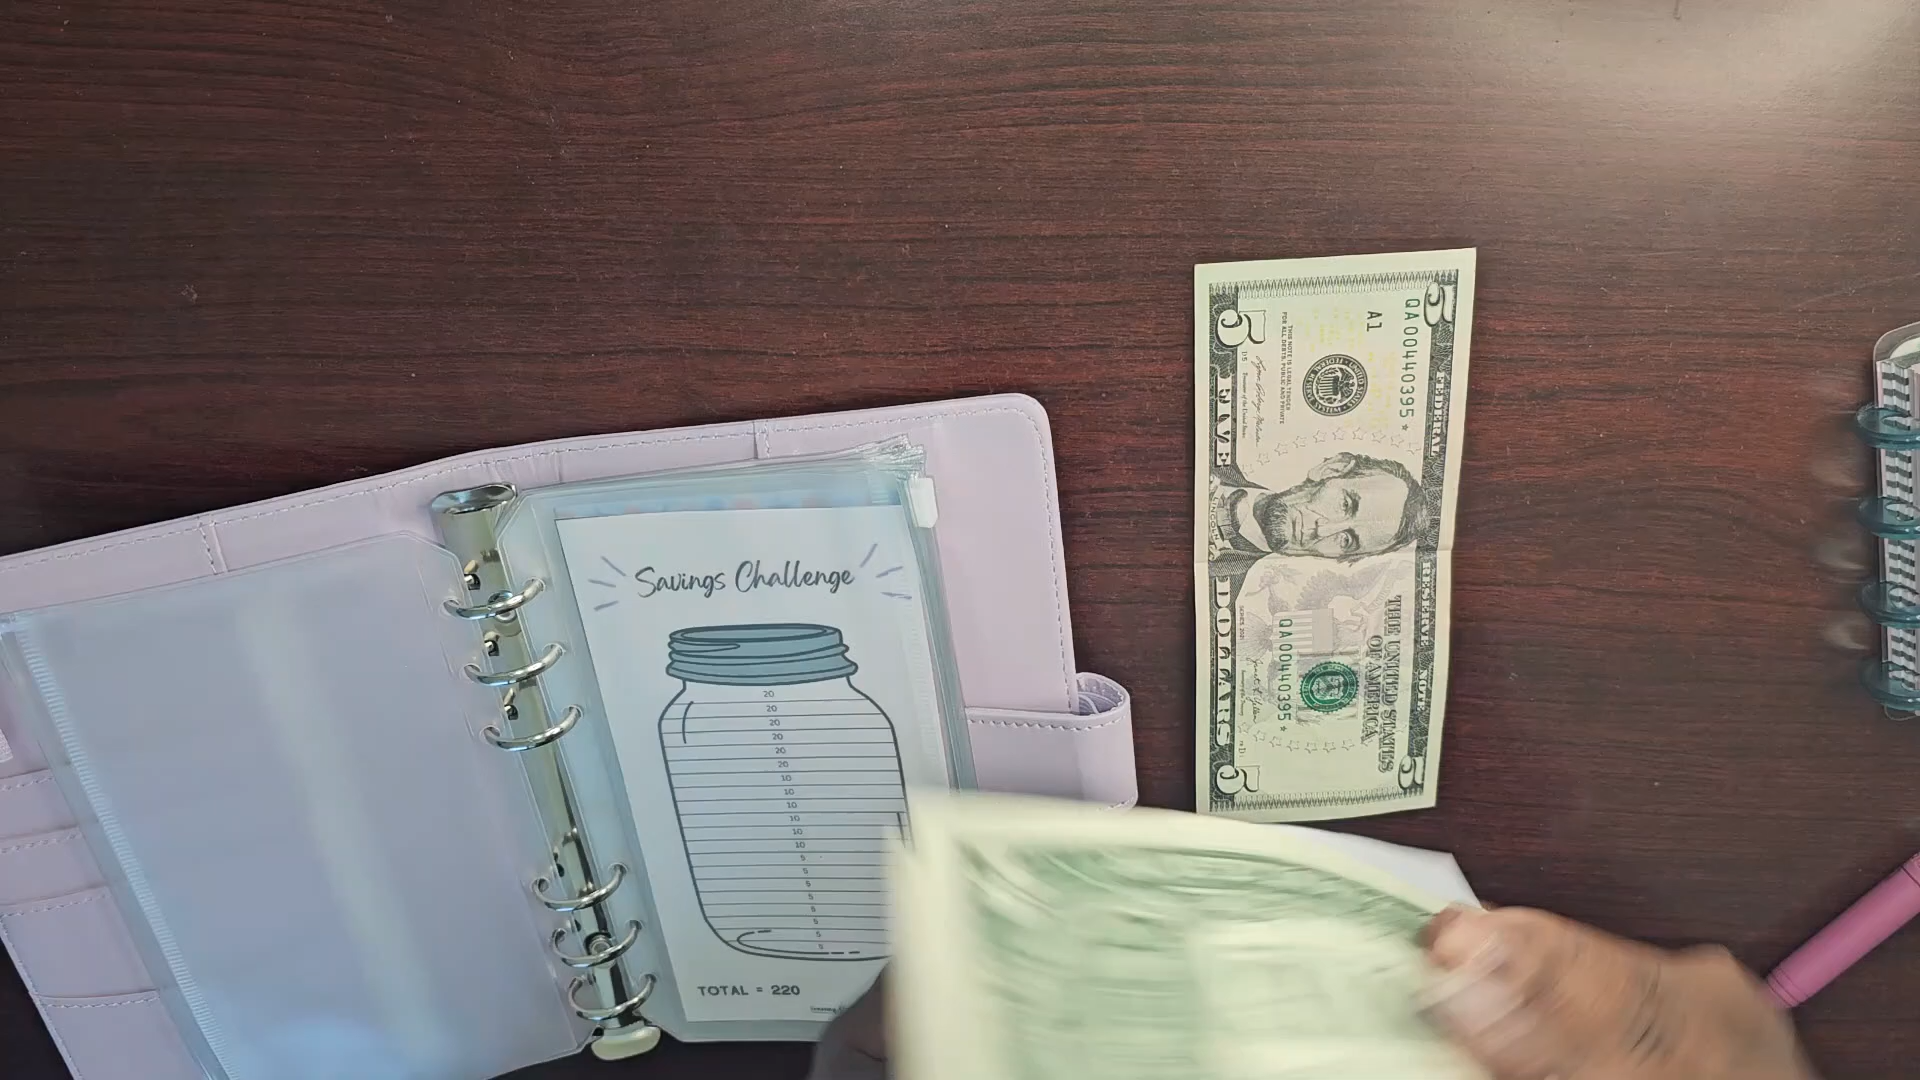 Savings Challenge
20
20
20
20
20
20
10
10
10
10
10
10
5
5
5
5
5
5
5
TOTAL = 220
5
5
FEDERAL RESERVE NOTE
QA00440395*
A1
THIS NOTE IS LEGAL TENDER
FOR ALL DEBTS, PUBLIC AND PRIVATE
THE UNITED STATES
OF AMERICA
QA00440395*
FIVE DOLLARS
5
5